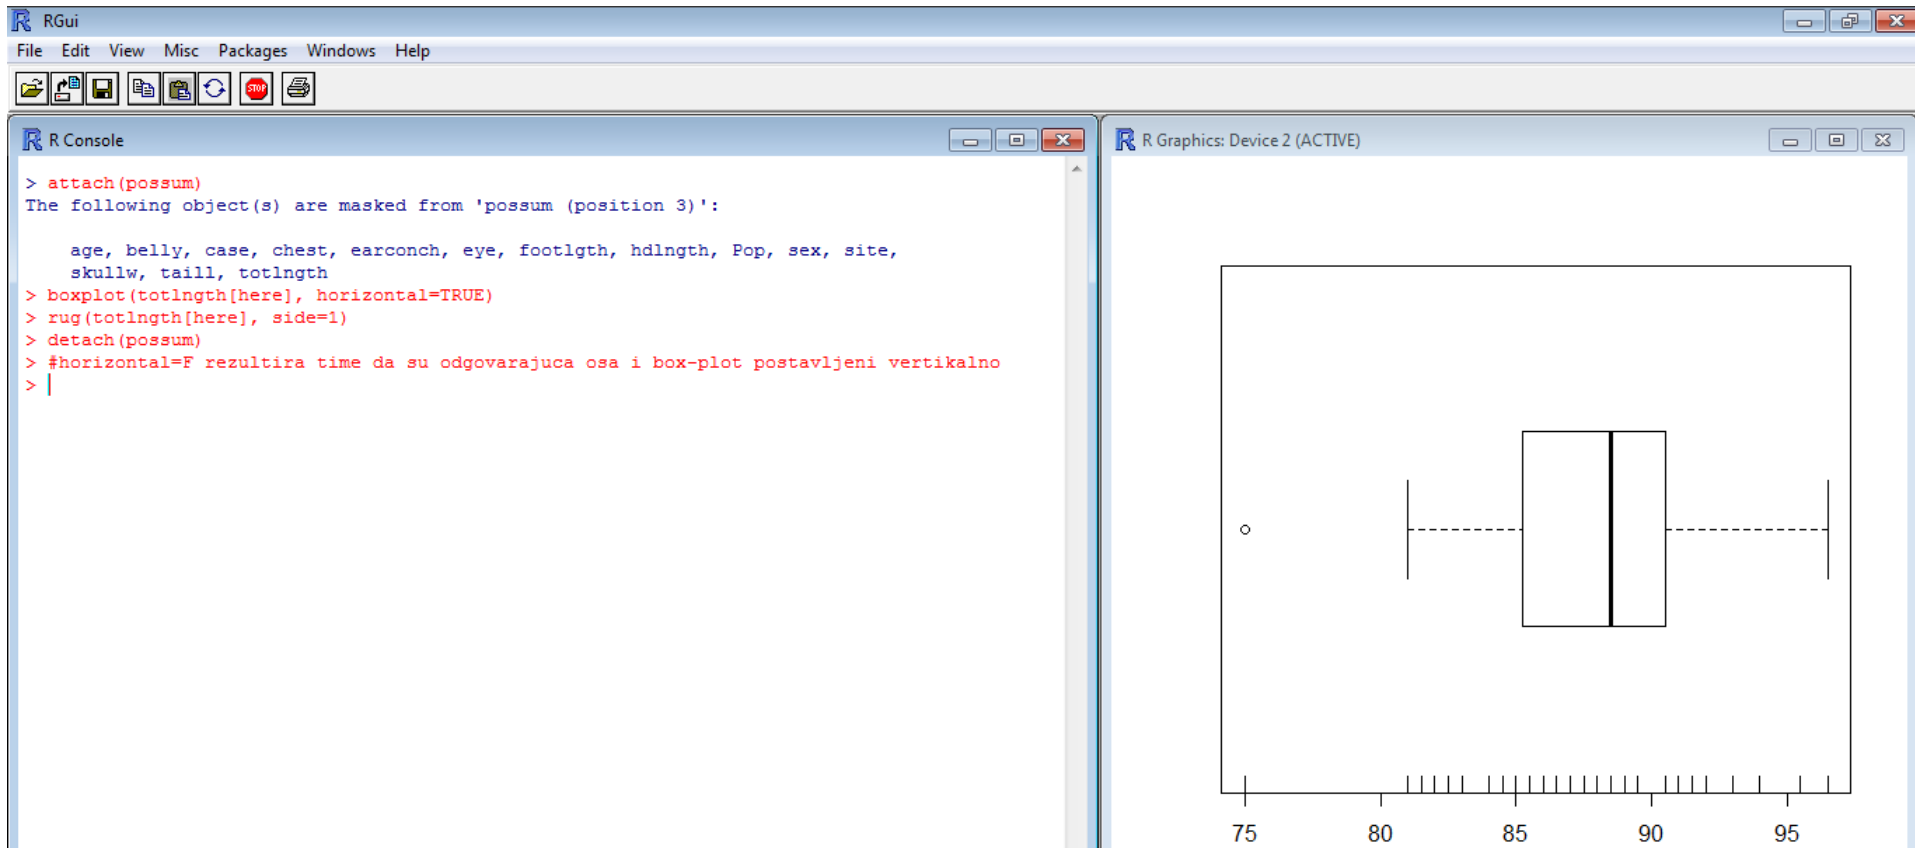 RGui
File Edit View Misc Packages Windows Help
STOP
R Console
> attach(possum)
The following object(s) are masked from 'possum (position 3)':
age, belly, case, chest, earconch, eye, footlgth, hdlngth, Pop, sex, site,
skullw, taill, totlngth
> boxplot(totlngth[here], horizontal=TRUE)
> rug(totlngth[here], side=1)
> detach(possum)
> #horizontal=F rezultira time da su odgovarajuca osa i box-plot postavljeni vertikalno
>
R Graphics: Device 2 (ACTIVE)
75 80 85 90 95